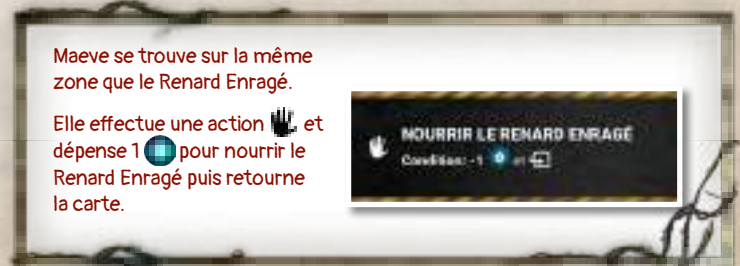 Maeve se trouve sur la même
zone que le Renard Enragé.
Elle effectue une action et
dépense 1 pour nourrir le
Renard Enragé puis retourne
la carte.
NOURRIR LE RENARD ENRAGÉ
Condition: -1 et